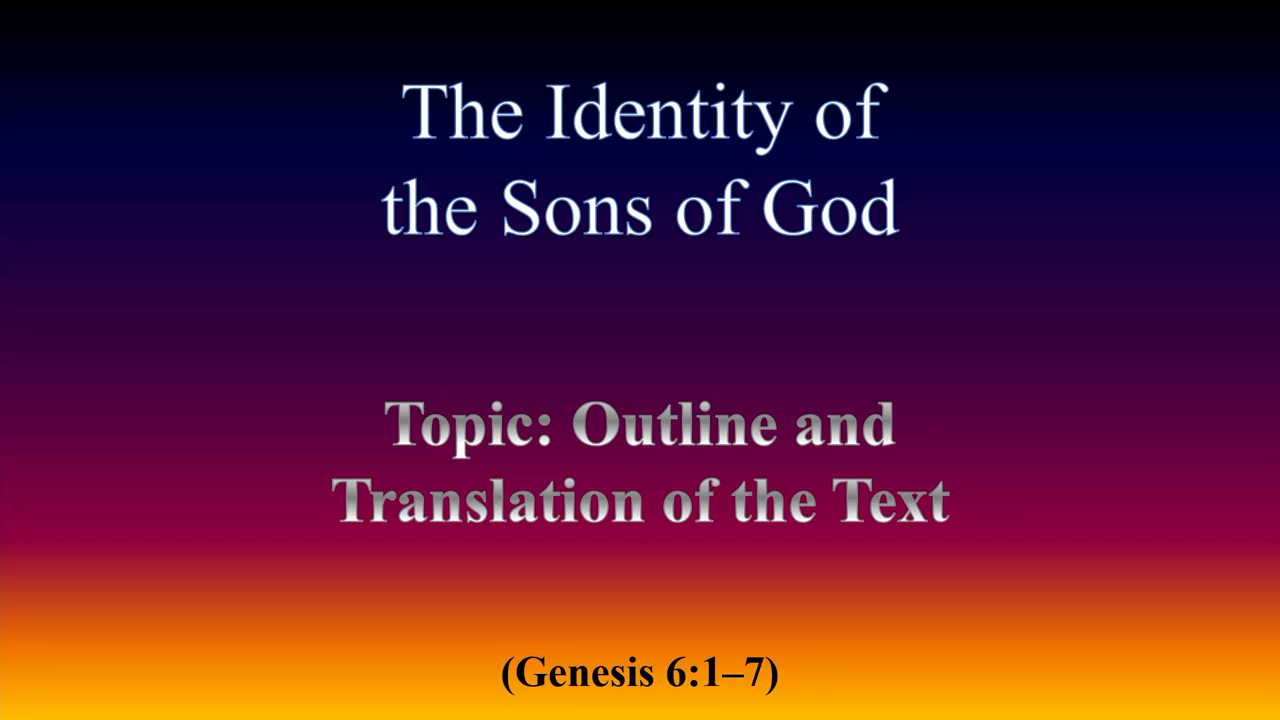 The Identity of
the Sons of God
Topic: Outline and
Translation of the Text
(Genesis 6:1–7)